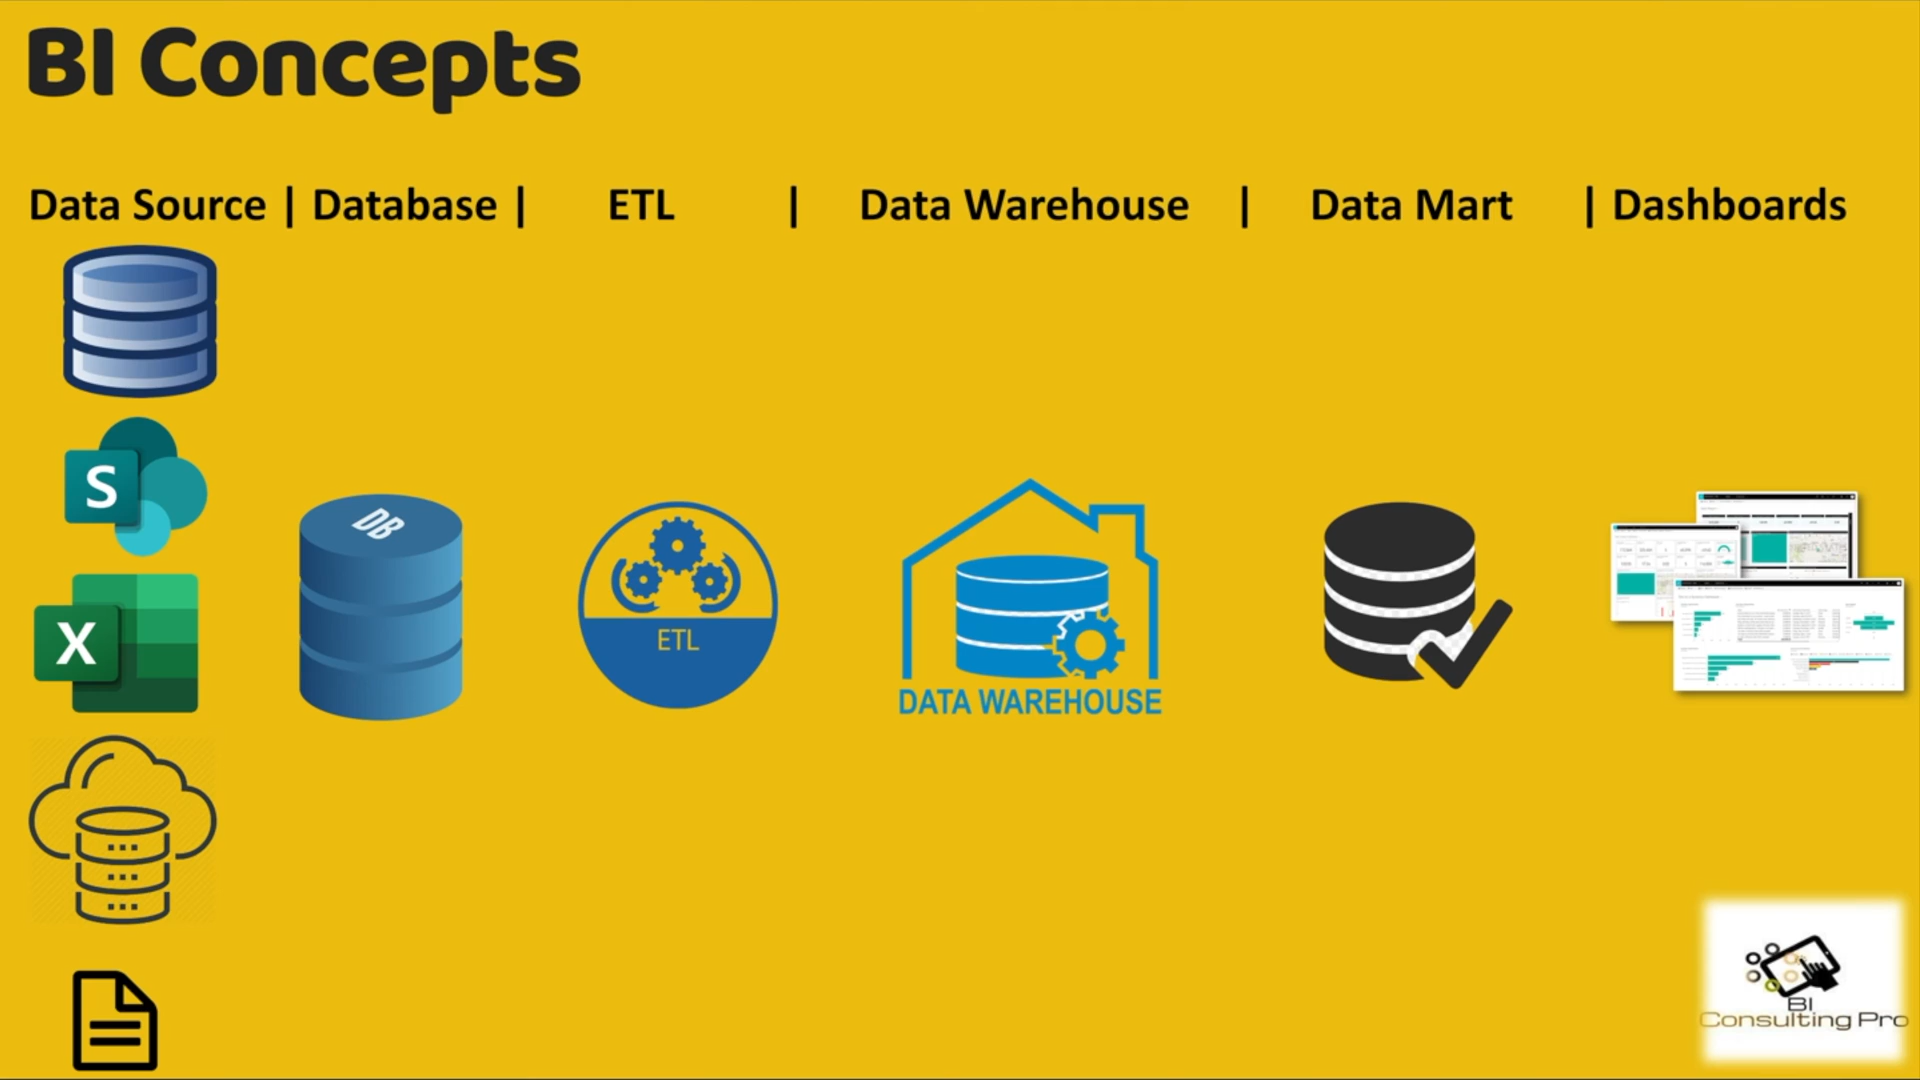 BI Concepts
Data Source | Database | ETL | Data Warehouse | Data Mart | Dashboards
S
DB
X
ETL
DATA WAREHOUSE
BI
Consulting Pro